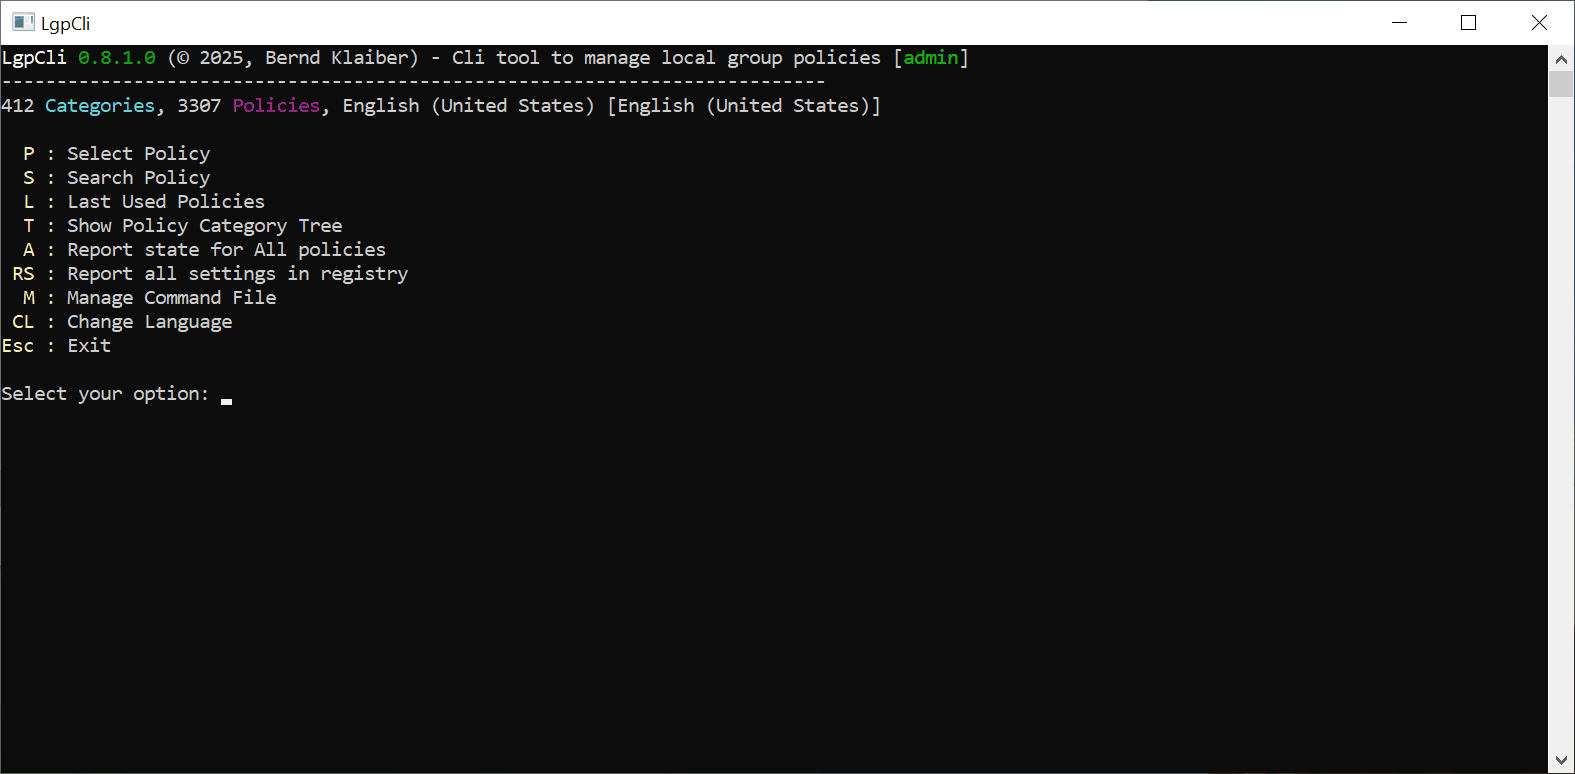 LgpCli
LgpCli 0.8.1.0 (© 2025, Bernd Klaiber) - Cli tool to manage local group policies [admin]
---------------------------------------------------------------------------
412 Categories, 3307 Policies, English (United States) [English (United States)]
P : Select Policy
S : Search Policy
L : Last Used Policies
T : Show Policy Category Tree
A : Report state for All policies
RS : Report all settings in registry
M : Manage Command File
CL : Change Language
Esc : Exit
Select your option: